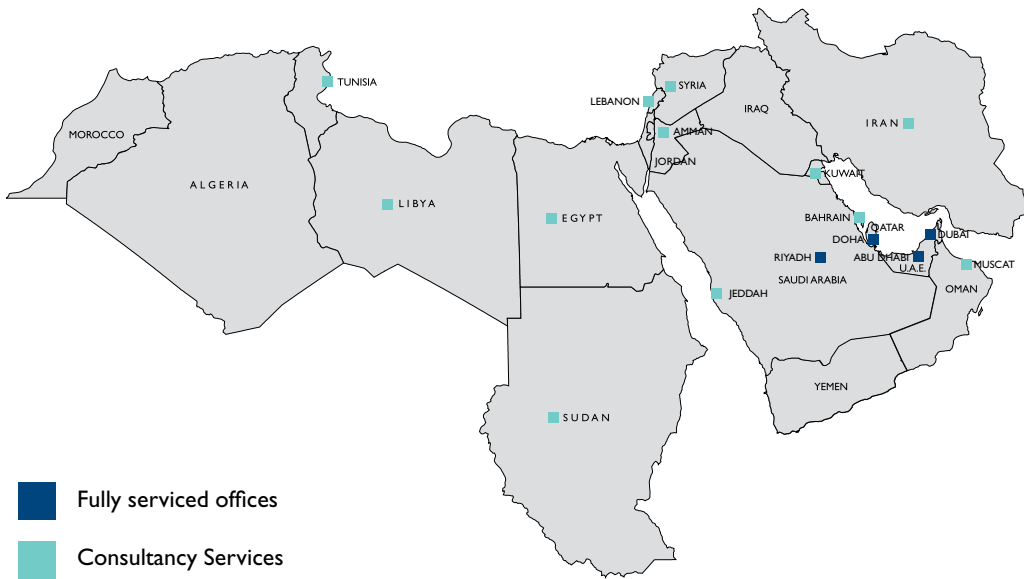 TUNISIA
SYRIA
LEBANON
IRAQ
MOROCCO
AMMAN
IRAN
JORDAN
KUWAIT
ALGERIA
LIBYA
EGYPT
BAHRAIN
QATAR
DOHA
DUBAI
RIYADH
ABU DHABI
U.A.E.
MUSCAT
SAUDI ARABIA
OMAN
JEDDAH
YEMEN
SUDAN
Fully serviced offices
Consultancy Services